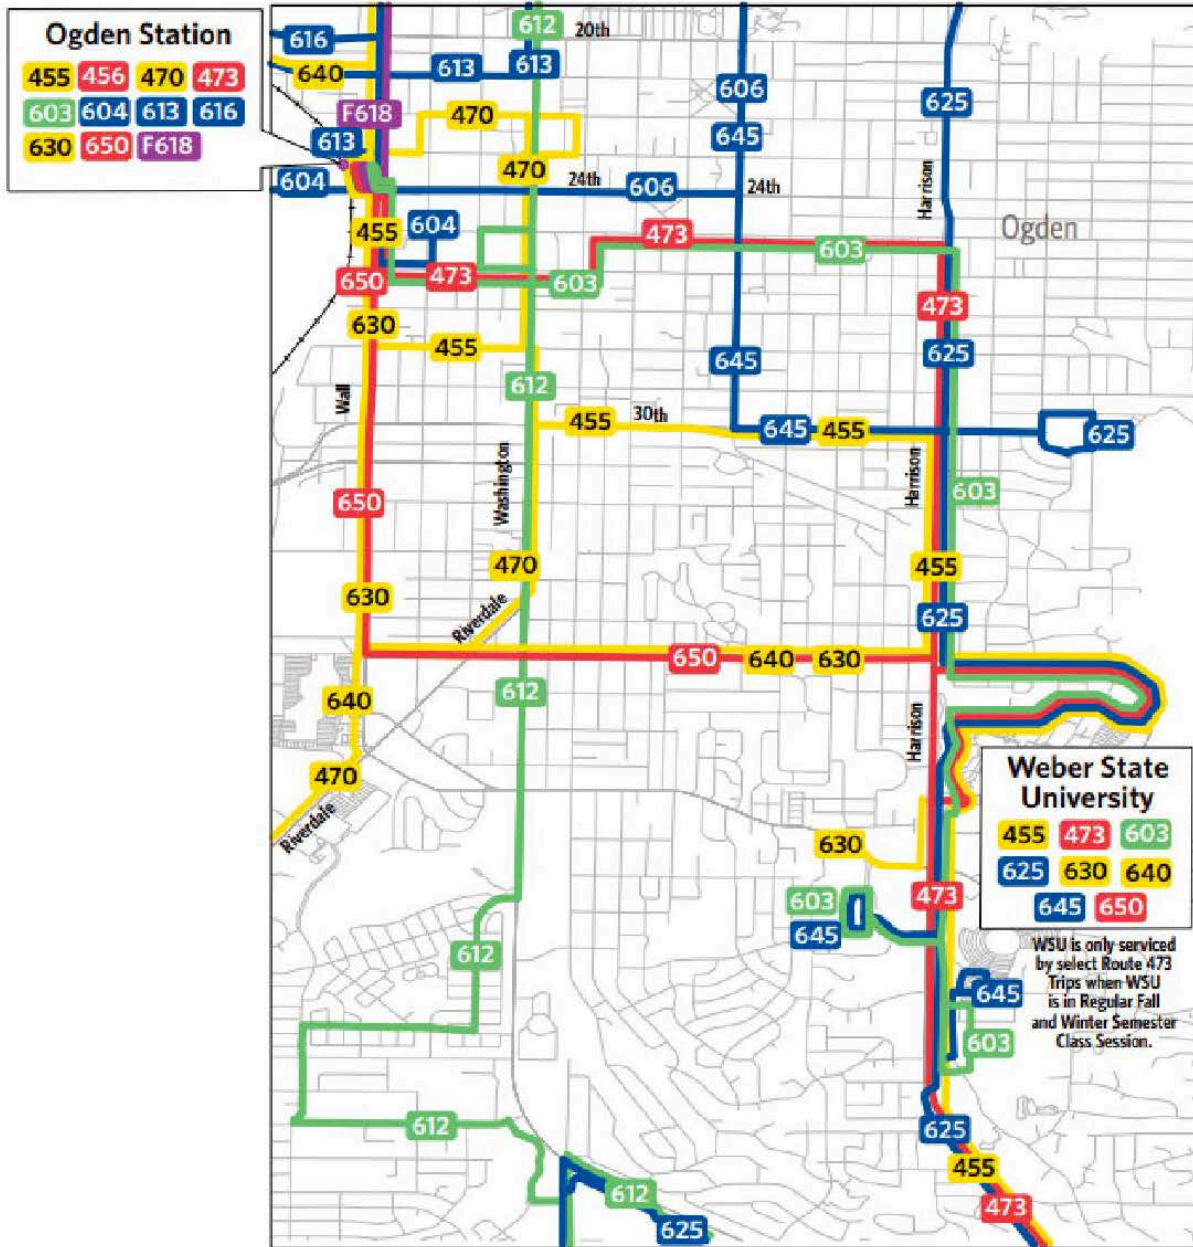 Ogden Station
455 456 470 473
603 604 613 616
630 650 F618
616
612
20th
640
613
613
606
625
F618
470
645
613
470
Harrison
604
24th
606
24th
455
604
473
603
Ogden
650
473
603
473
630
455
645
625
612
Wall
455
30th
645
455
625
Washington
Harrison
650
603
470
455
630
Riverdale
625
650
640
630
640
612
Harrison
470
Riverdale
Weber State
University
455 473 603
625 630 640
645 650
WSU is only serviced
by select Route 473
Trips when WSU
is in Regular Fall
and Winter Semester
Class Session.
630
603
473
645
612
645
603
612
625
455
612
473
625